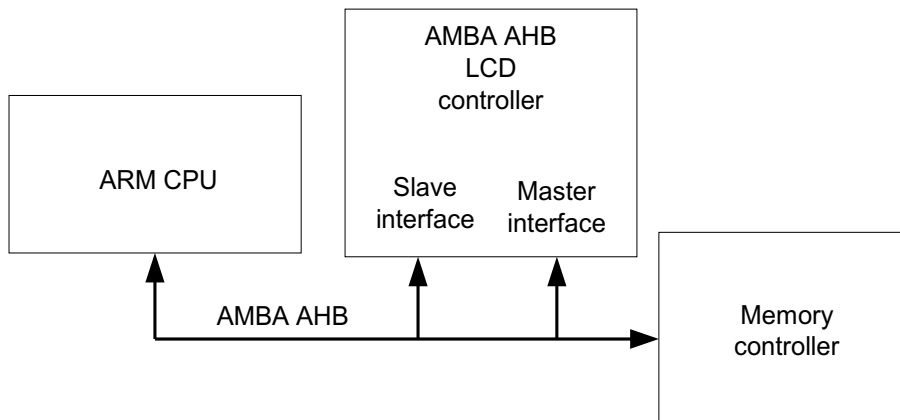 AMBA AHB
LCD
controller
ARM CPU
Slave
interface
Master
interface
AMBA AHB
Memory
controller